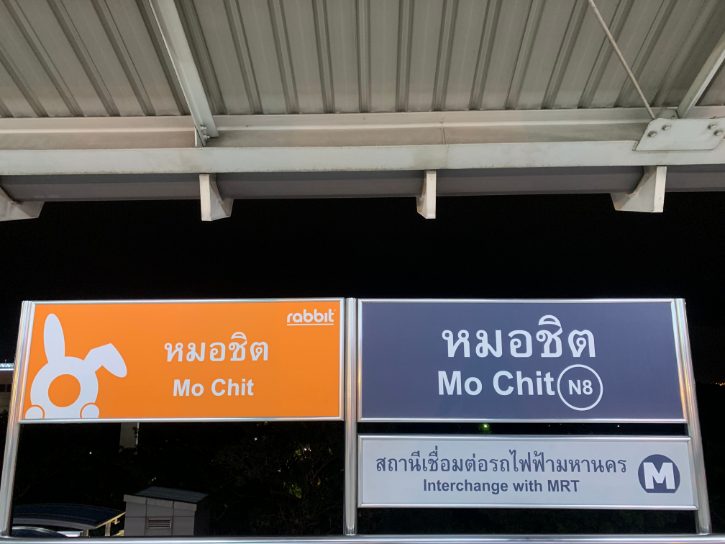 rabbit
หมอชิต
Mo Chit
หมอชิต
Mo Chit N8
สถานีเชื่อมต่อรถไฟฟ้ามหานคร
Interchange with MRT
M